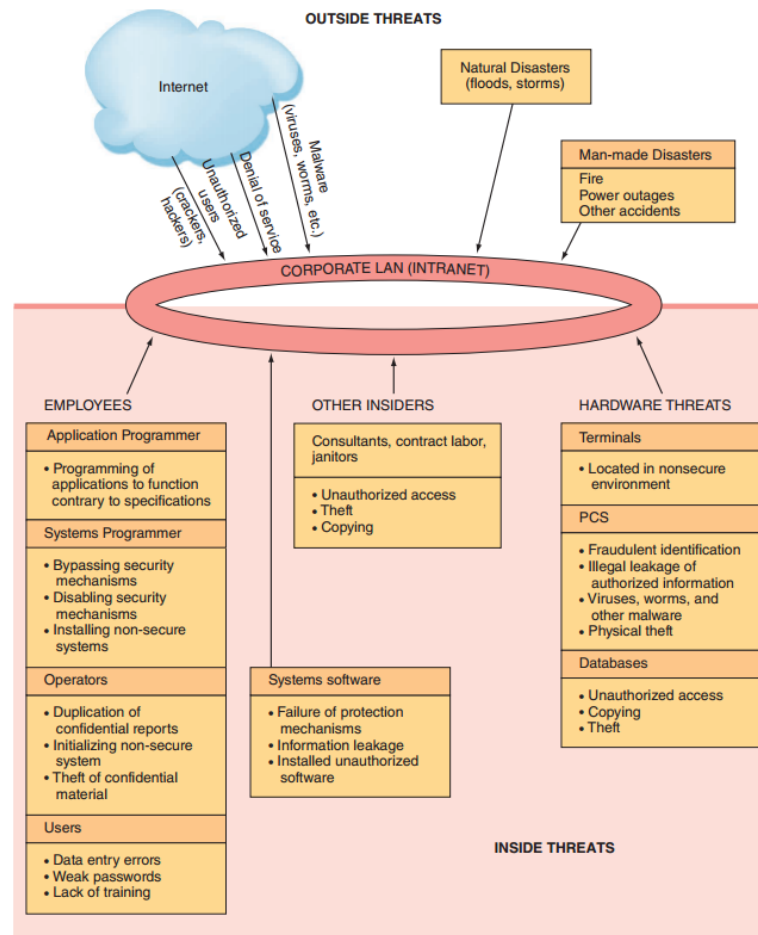 OUTSIDE THREATS
Internet
Malware
(viruses, worms, etc.)
Denial of service
Unauthorized
users
(crackers,
hackers)
Natural Disasters
(floods, storms)
Man-made Disasters
Fire
Power outages
Other accidents
CORPORATE LAN (INTRANET)
EMPLOYEES
Application Programmer
• Programming of
applications to function
contrary to specifications
Systems Programmer
• Bypassing security
mechanisms
• Disabling security
mechanisms
• Installing non-secure
systems
Operators
• Duplication of
confidential reports
• Initializing non-secure
system
• Theft of confidential
material
Users
• Data entry errors
• Weak passwords
• Lack of training
OTHER INSIDERS
Consultants, contract labor,
janitors
• Unauthorized access
• Theft
• Copying
Systems software
• Failure of protection
mechanisms
• Information leakage
• Installed unauthorized
software
HARDWARE THREATS
Terminals
• Located in nonsecure
environment
PCS
• Fraudulent identification
• Illegal leakage of
authorized information
• Viruses, worms, and
other malware
• Physical theft
Databases
• Unauthorized access
• Copying
• Theft
INSIDE THREATS